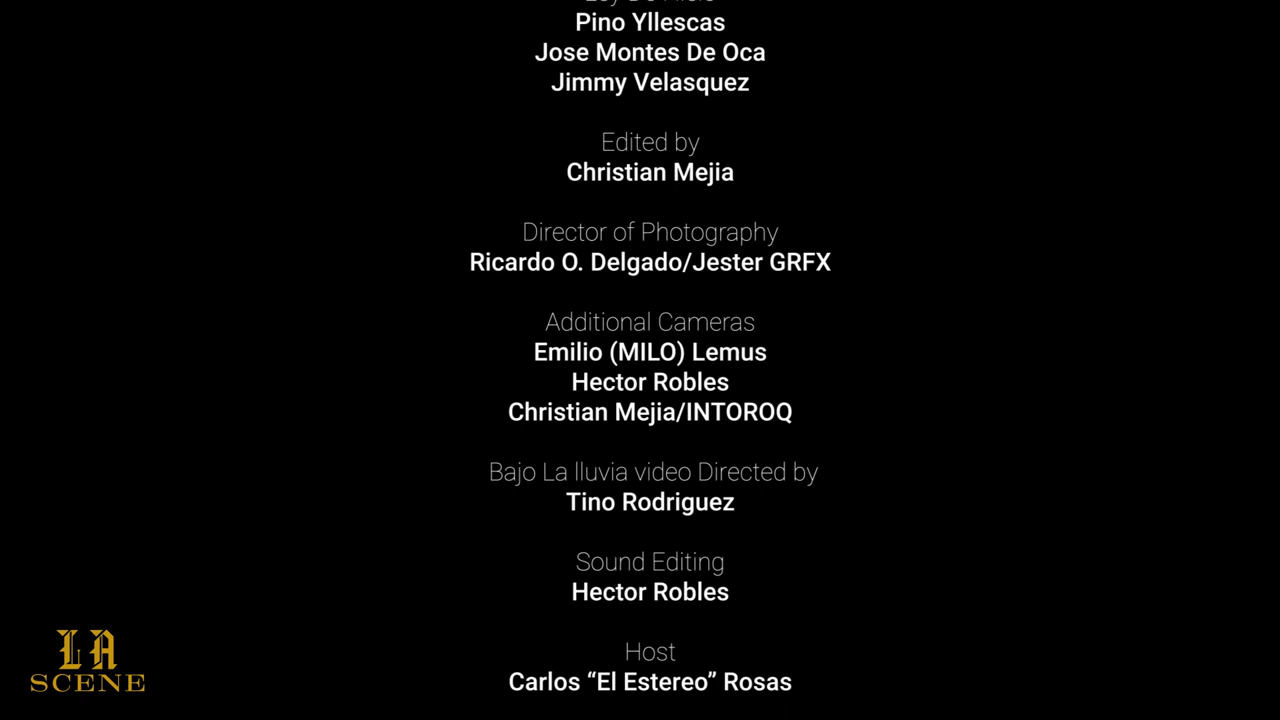 Pino Yllescas
Jose Montes De Oca
Jimmy Velasquez
Edited by
Christian Mejia
Director of Photography
Ricardo O. Delgado/Jester GRFX
Additional Cameras
Emilio (MILO) Lemus
Hector Robles
Christian Mejia/INTOROQ
Bajo La lluvia video Directed by
Tino Rodriguez
Sound Editing
Hector Robles
Host
Carlos “El Estereo” Rosas
LA
SCENE